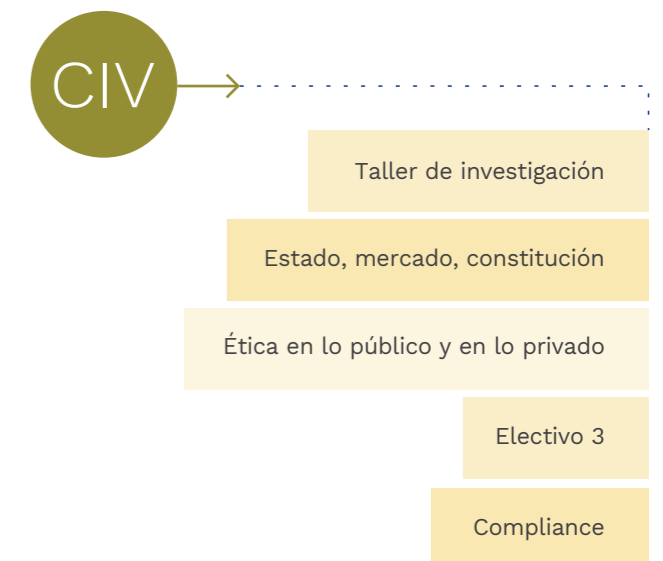 CIV
Taller de investigación
Estado, mercado, constitución
Ética en lo público y en lo privado
Electivo 3
Compliance